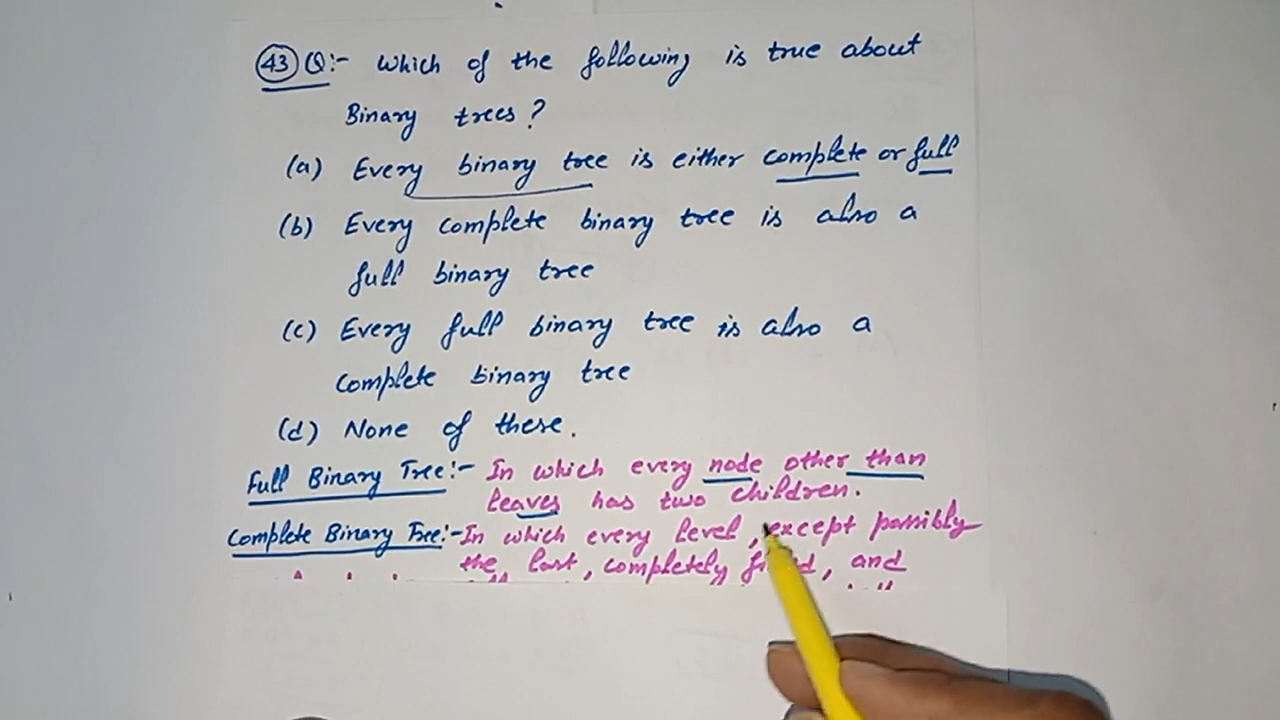 43 Q:- Which of the following is true about
Binary trees?
(a) Every binary tree is either complete or full
(b) Every complete binary tree is also a
full binary tree
(c) Every full binary tree is also a
complete binary tree
(d) None of these.
Full Binary Tree:- In which every node other than
leaves has two children.
Complete Binary Tree:- In which every level, except possibly
the last, completely filled, and